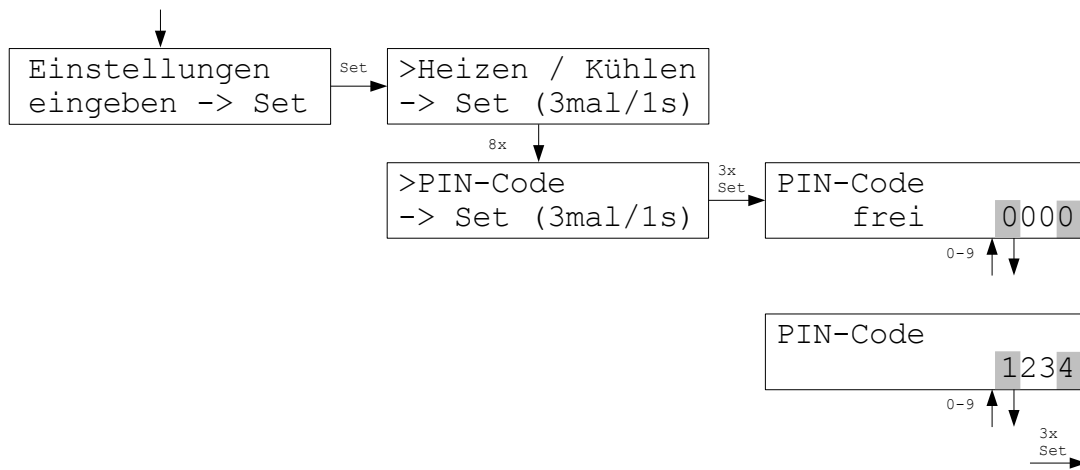 Einstellungen
eingeben -> Set
Set
>Heizen / Kühlen
-> Set (3mal/1s)
8x
>PIN-Code
-> Set (3mal/1s)
3x
Set
PIN-Code
frei 0000
0-9
PIN-Code
1234
0-9
3x
Set